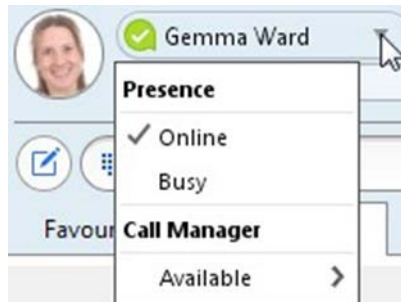 Gemma Ward
Presence
Online
Busy
Favour
Call Manager
Available